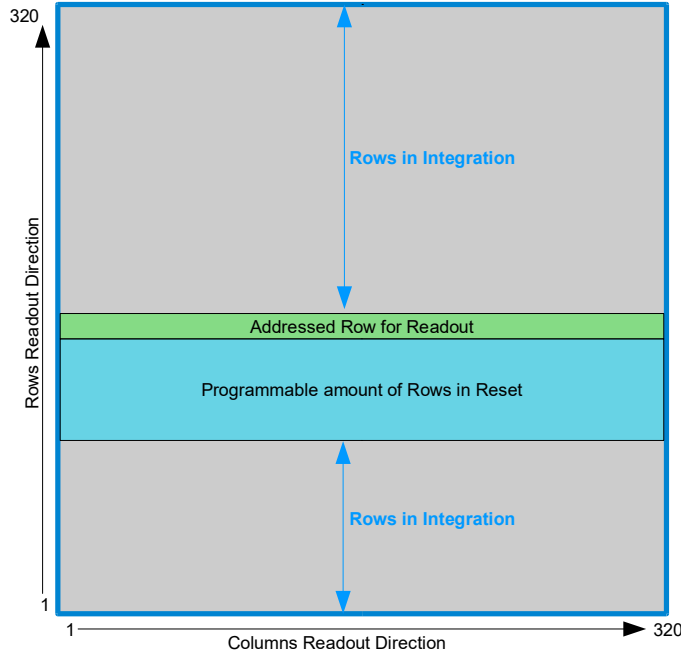 320
Rows in Integration
Rows Readout Direction
Addressed Row for Readout
Programmable amount of Rows in Reset
Rows in Integration
1
1
320
Columns Readout Direction